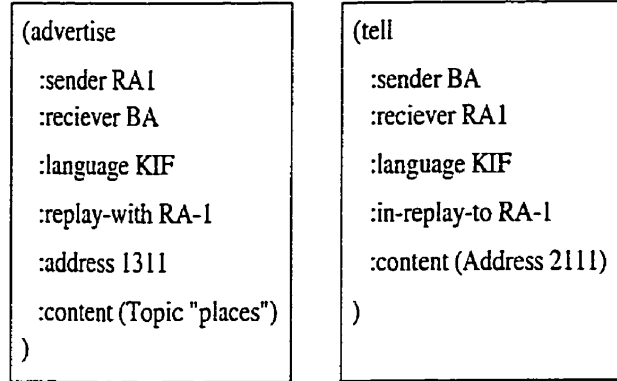 (advertise
:sender RA1
:reciever BA
:language KIF
:replay-with RA-1
:address 1311
:content (Topic "places")
)
(tell
:sender BA
:reciever RA1
:language KIF
:in-replay-to RA-1
:content (Address 2111)
)